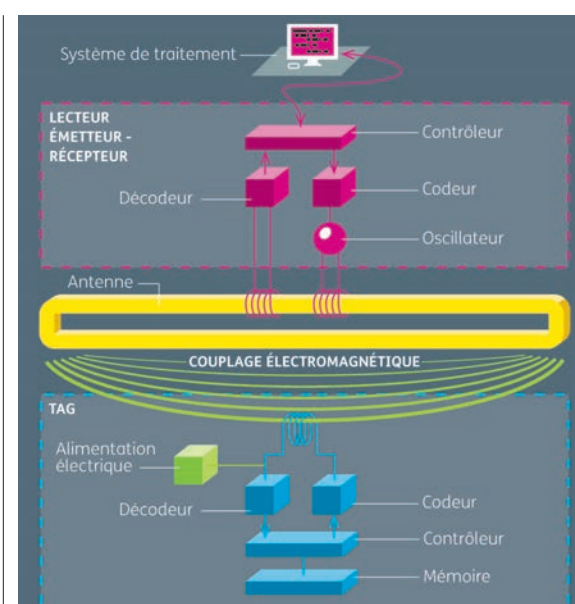 Système de traitement
LECTEUR
ÉMETTEUR -
RÉCEPTEUR
Contrôleur
Décodeur
Codeur
Oscillateur
Antenne
COUPLAGE ÉLECTROMAGNÉTIQUE
TAG
Alimentation
électrique
Décodeur
Codeur
Contrôleur
Mémoire